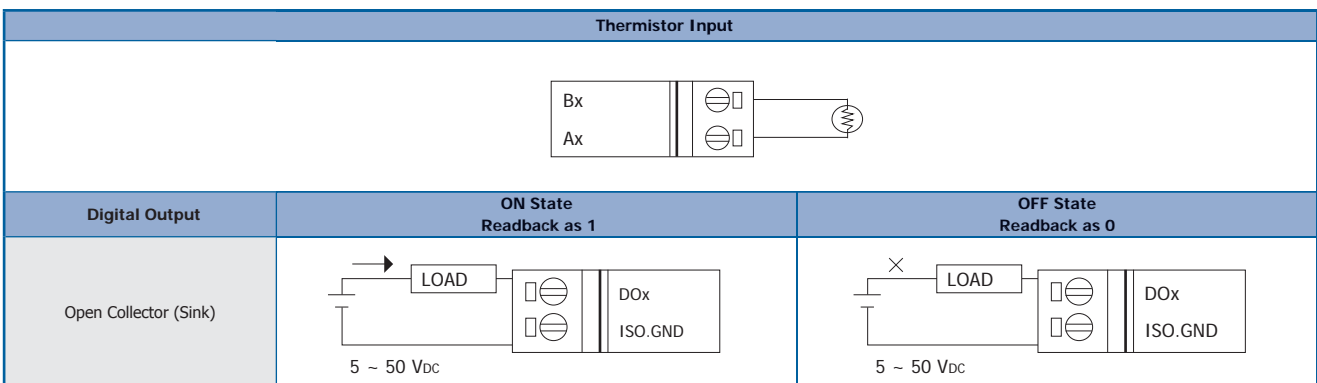 Thermistor Input
Bx
Ax
Digital Output
ON State
Readback as 1
OFF State
Readback as 0
Open Collector (Sink)
LOAD
DOx
ISO.GND
5 ~ 50 VDC
LOAD
DOx
ISO.GND
5 ~ 50 VDC